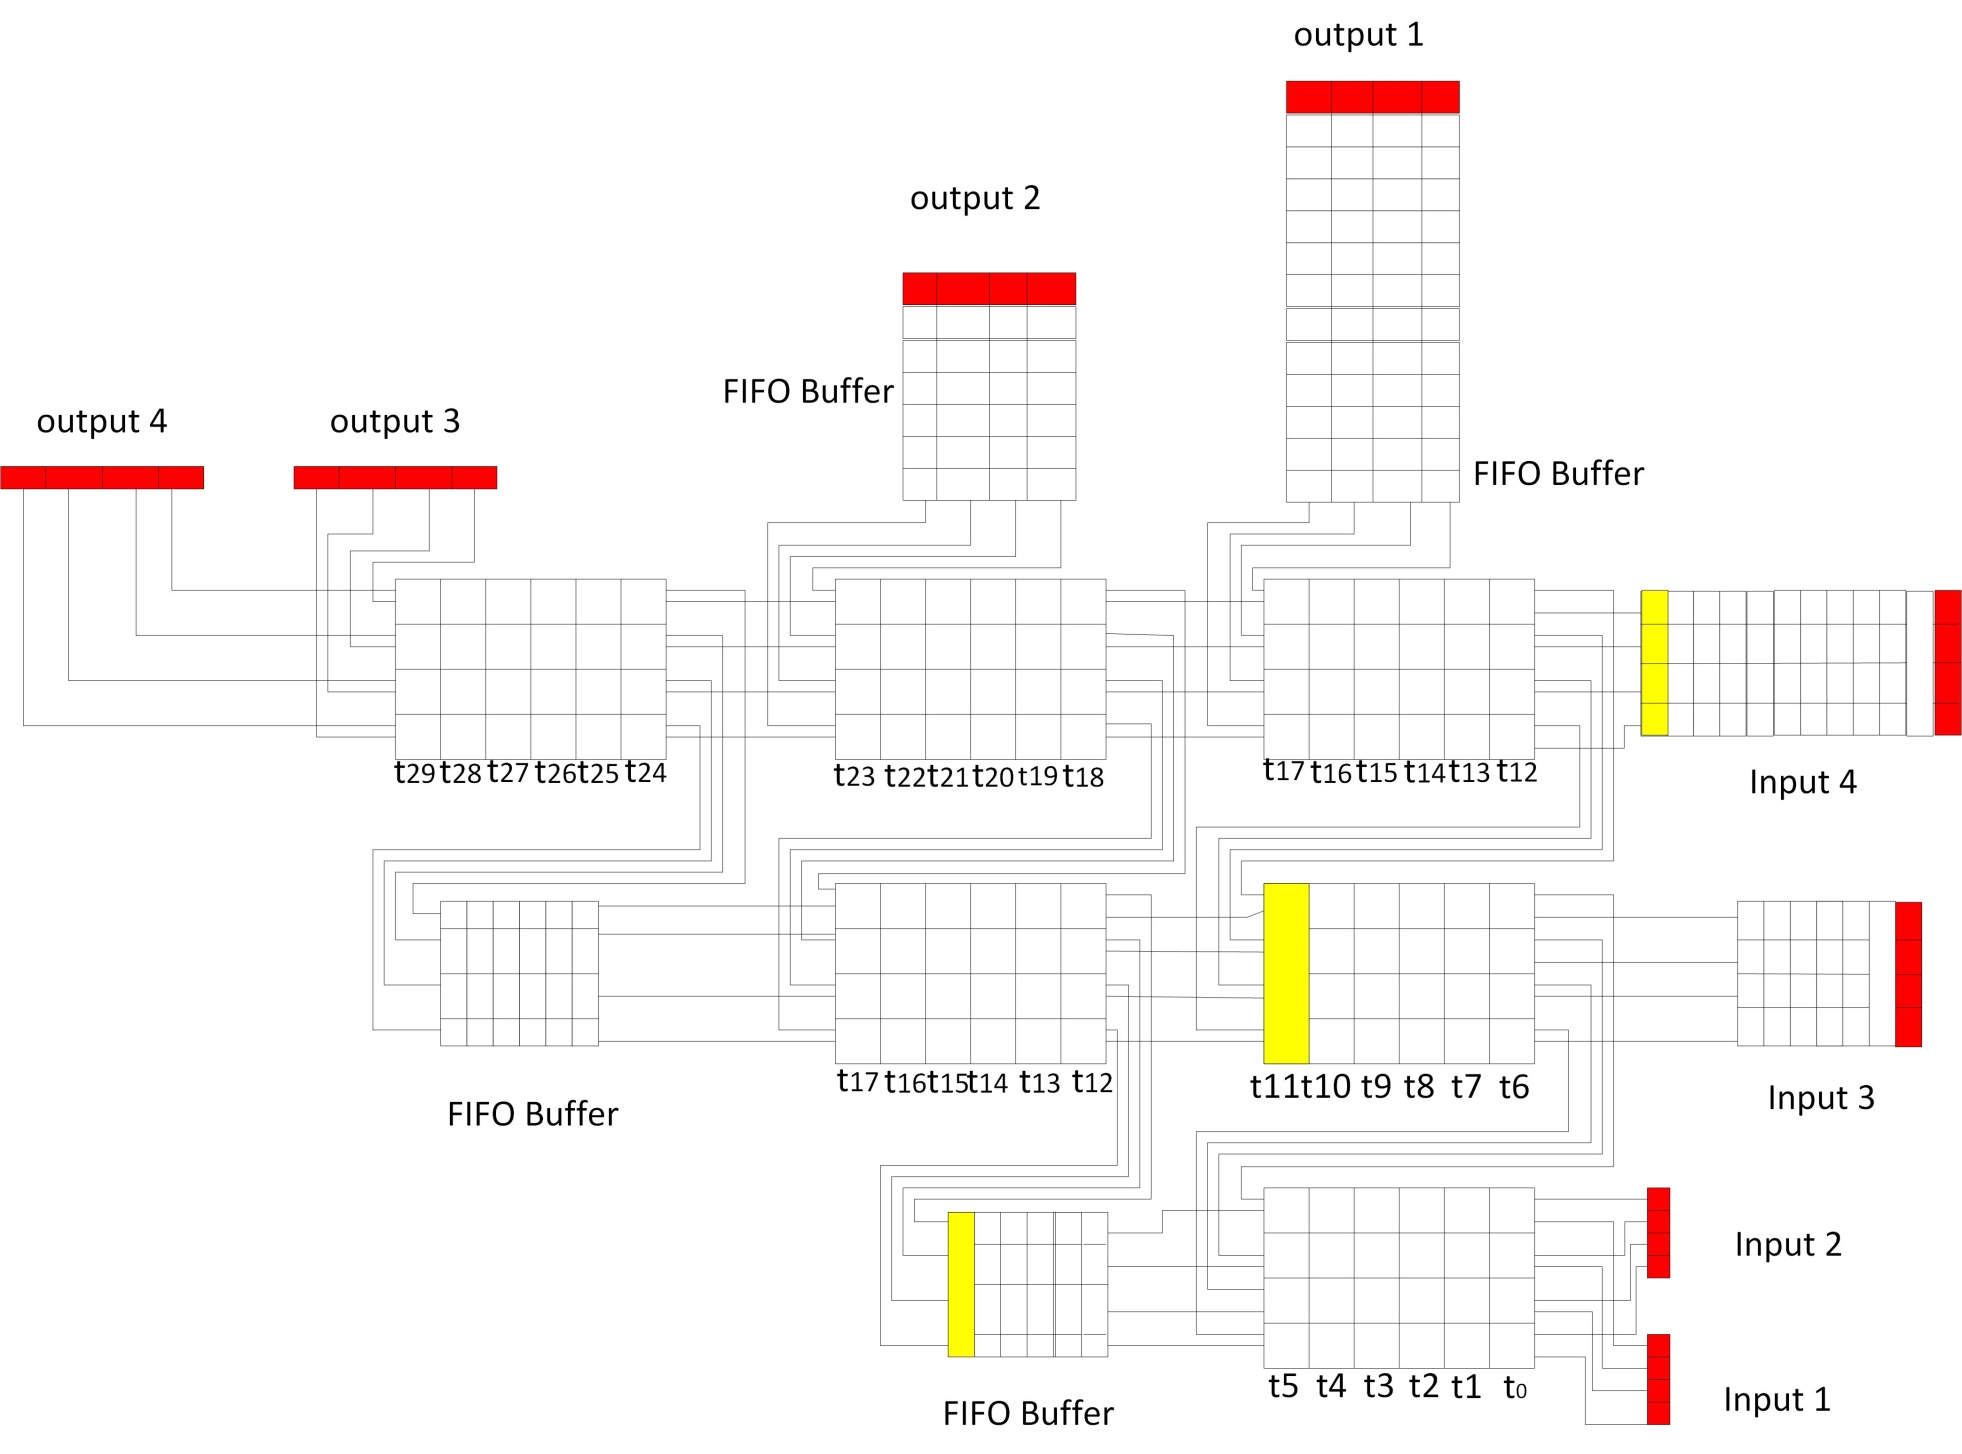 output 1
output 2
FIFO Buffer
output 4
output 3
FIFO Buffer
t29 t28 t27 t26 t25 t24
t23 t22 t21 t20 t19 t18
t17 t16 t15 t14 t13 t12
Input 4
t17 t16 t15 t14 t13 t12
t11 t10 t9 t8 t7 t6
Input 3
FIFO Buffer
Input 2
t5 t4 t3 t2 t1 t0
Input 1
FIFO Buffer